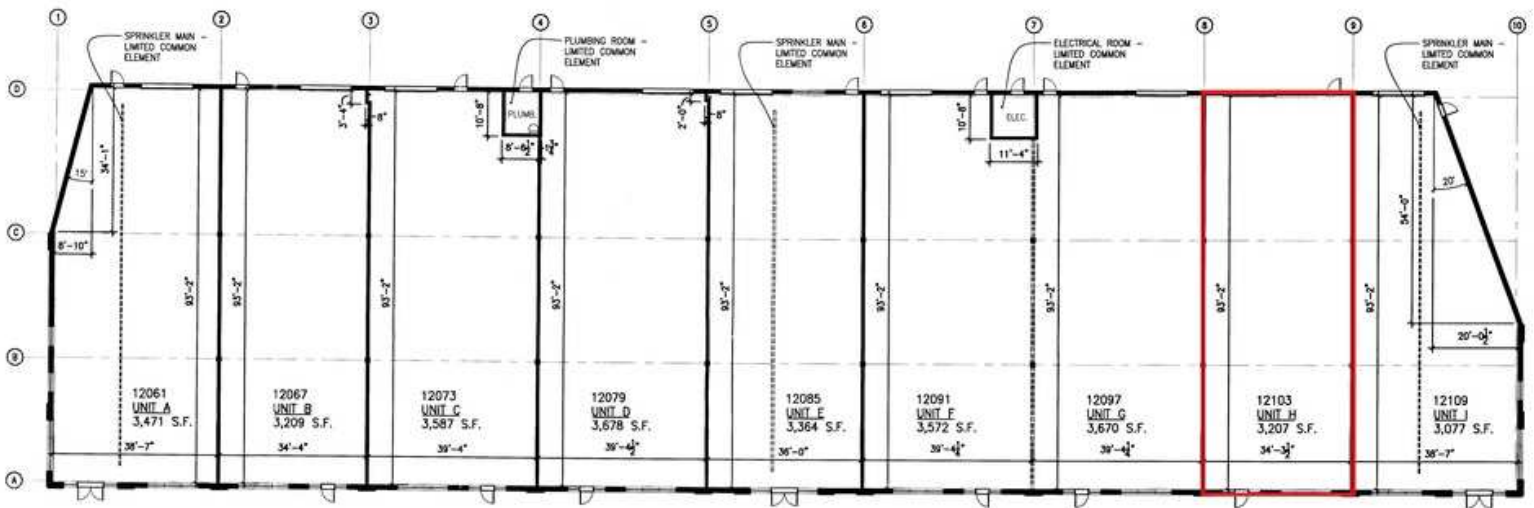 1
2
3
4
5
6
7
8
9
10
SPRINKLER MAIN -
LIMITED COMMON
ELEMENT
PLUMBING ROOM -
LIMITED COMMON
ELEMENT
SPRINKLER MAIN -
LIMITED COMMON
ELEMENT
ELECTRICAL ROOM -
LIMITED COMMON
ELEMENT
SPRINKLER MAIN -
LIMITED COMMON
ELEMENT
D
C
B
A
34'-1"
15'
8'-10"
3'-4"
8"
10'-8"
PLUMB.
8'-6½"
2'-0"
8"
10'-8"
ELEC.
11'-4"
54'-0"
20'
20'-0½"
93'-2"
93'-2"
93'-2"
93'-2"
93'-2"
93'-2"
93'-2"
93'-2"
12061
UNIT A
3,471 S.F.
38'-7"
12067
UNIT B
3,209 S.F.
34'-4"
12073
UNIT C
3,587 S.F.
39'-4"
12079
UNIT D
3,678 S.F.
39'-4½"
12085
UNIT E
3,364 S.F.
36'-0"
12091
UNIT F
3,572 S.F.
39'-4¼"
12097
UNIT G
3,670 S.F.
39'-4¼"
12103
UNIT H
3,207 S.F.
34'-3½"
12109
UNIT I
3,077 S.F.
38'-7"